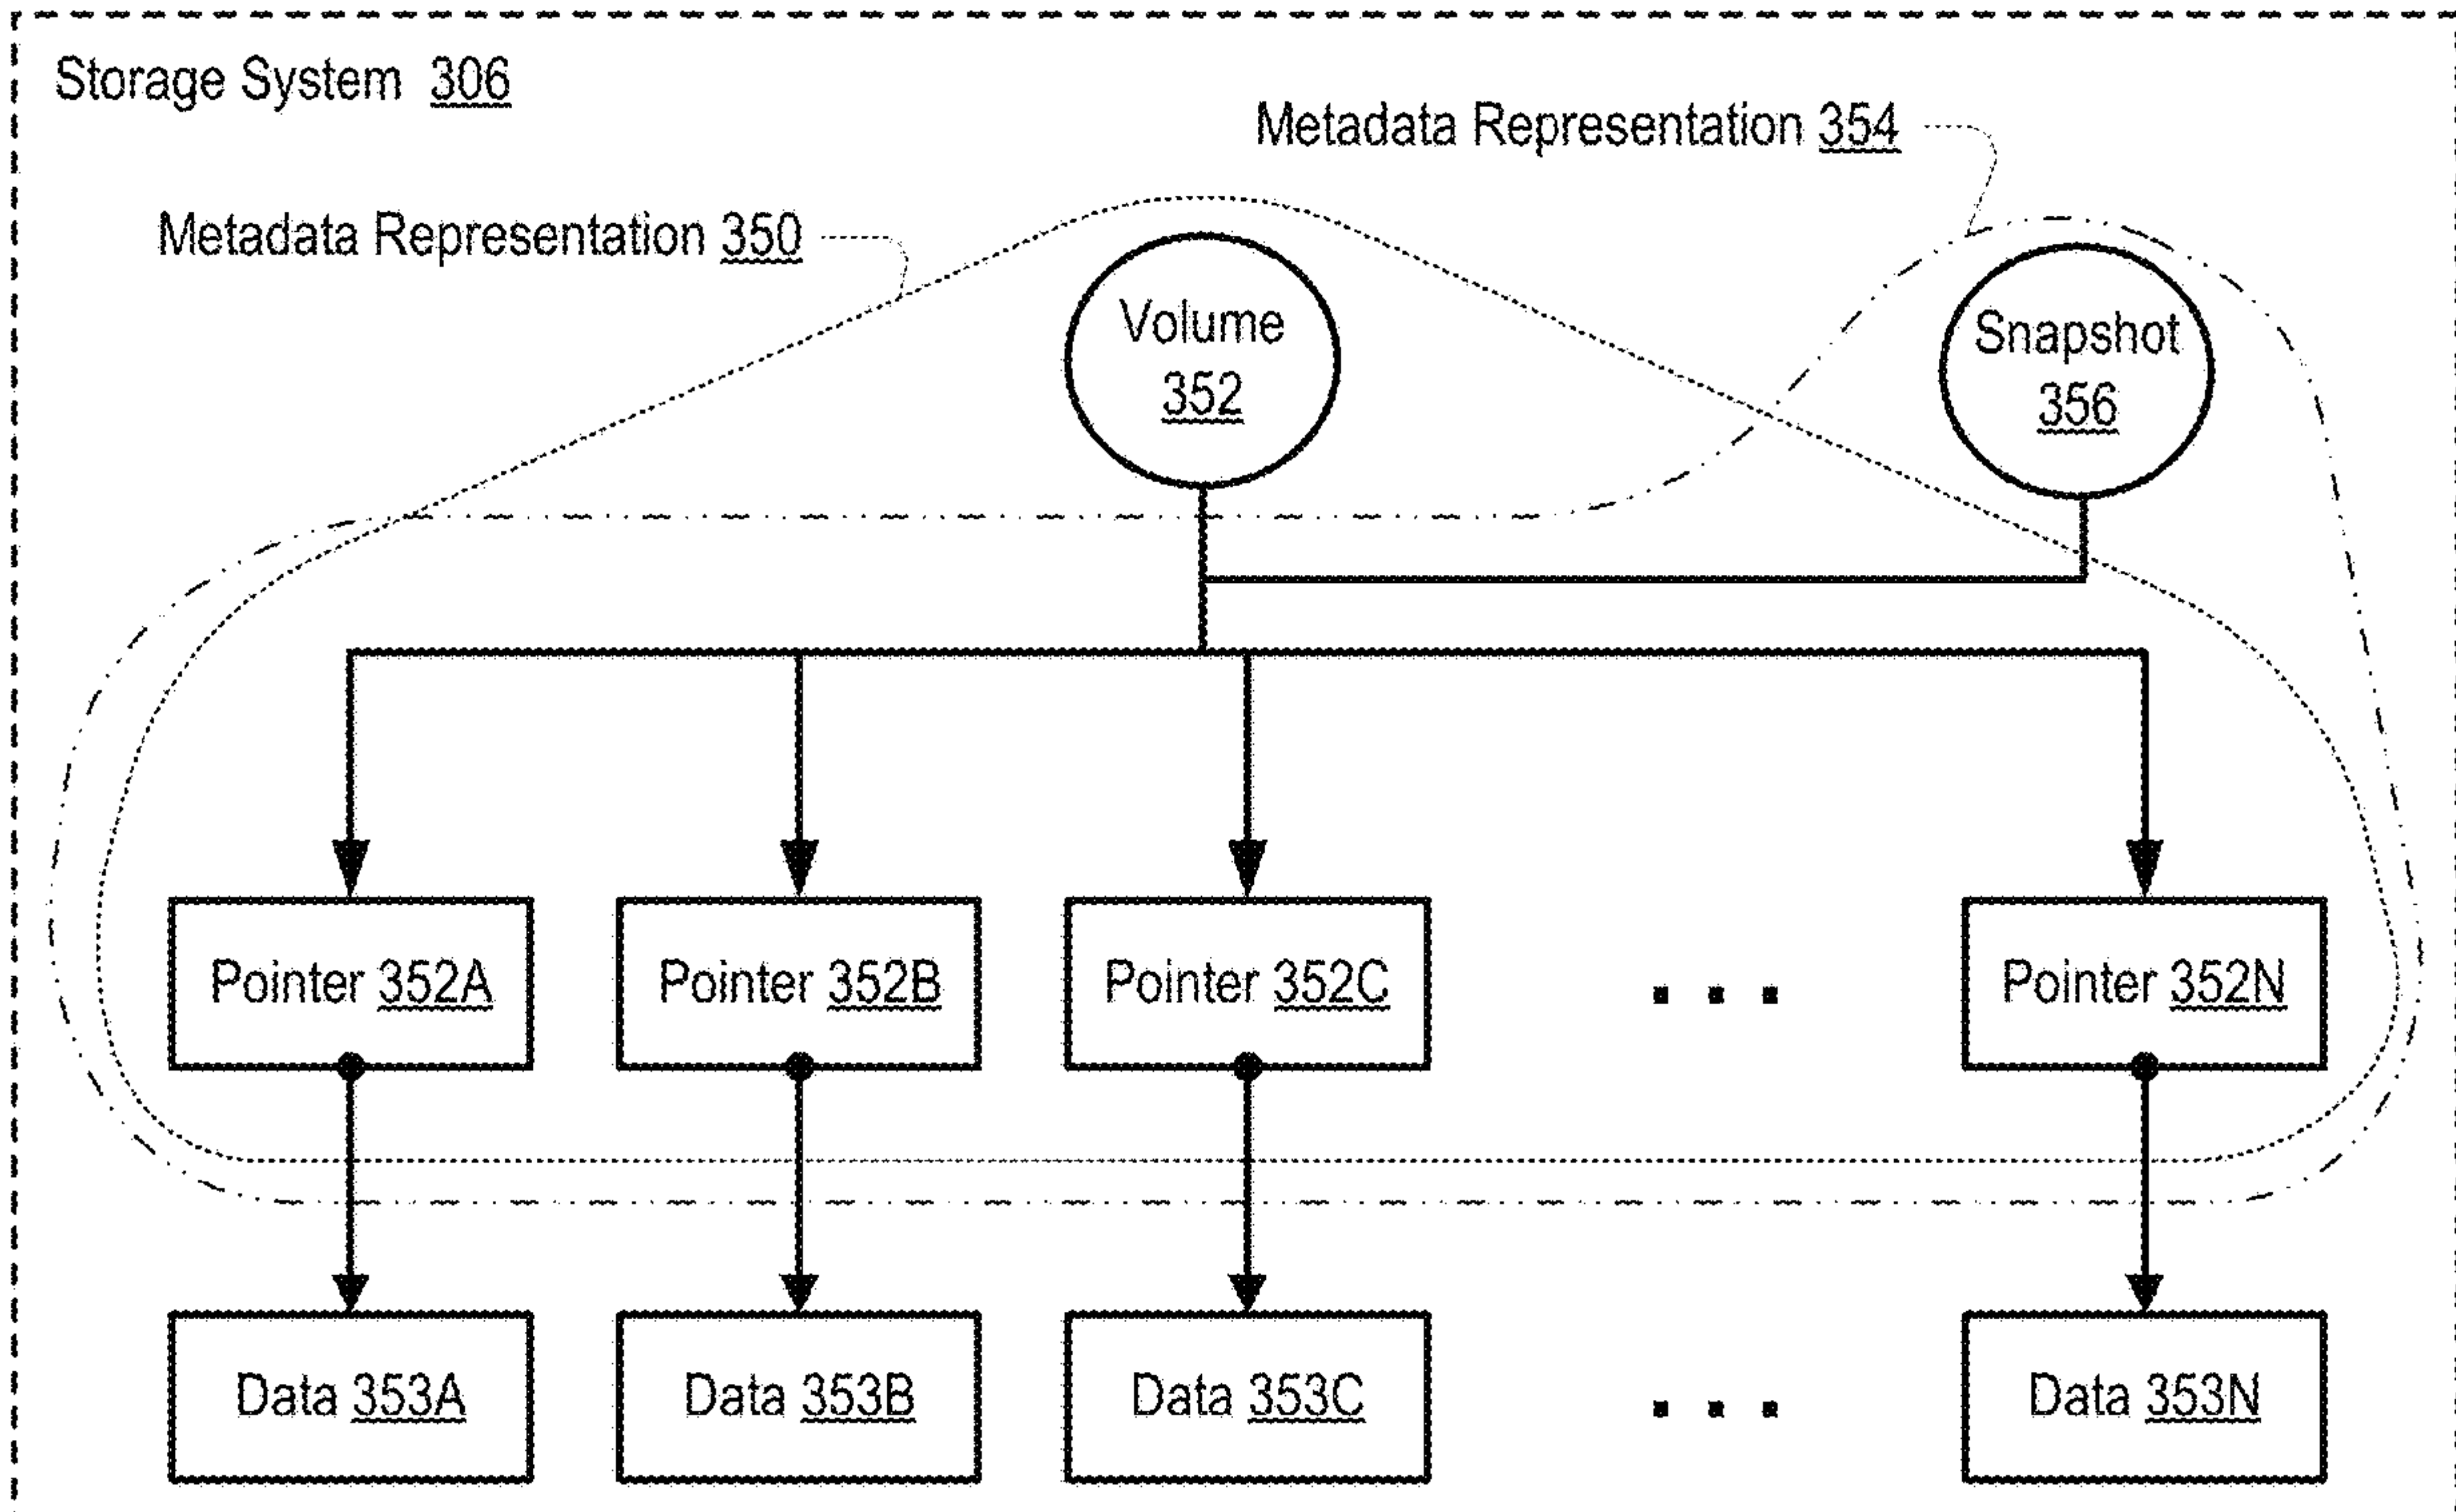 Storage System 306
Metadata Representation 354
Metadata Representation 350
Volume
352
Snapshot
356
Pointer 352A
Pointer 352B
Pointer 352C
. . .
Pointer 352N
Data 353A
Data 353B
Data 353C
. . .
Data 353N